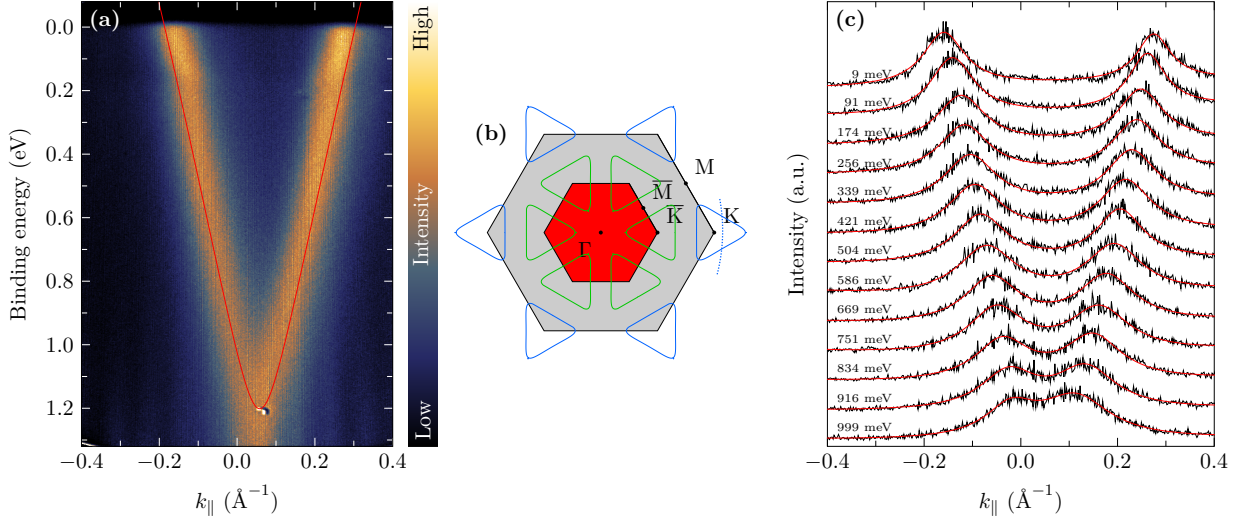 (a)
Binding energy (eV)
0.0
0.2
0.4
0.6
0.8
1.0
1.2
−0.4
−0.2
0.0
0.2
0.4
k∥ (Å−1)
High
Intensity
Low
(b)
M
M̅
K̅
K
Γ
(c)
Intensity (a.u.)
9 meV
91 meV
174 meV
256 meV
339 meV
421 meV
504 meV
586 meV
669 meV
751 meV
834 meV
916 meV
999 meV
−0.4
−0.2
0.0
0.2
0.4
k∥ (Å−1)